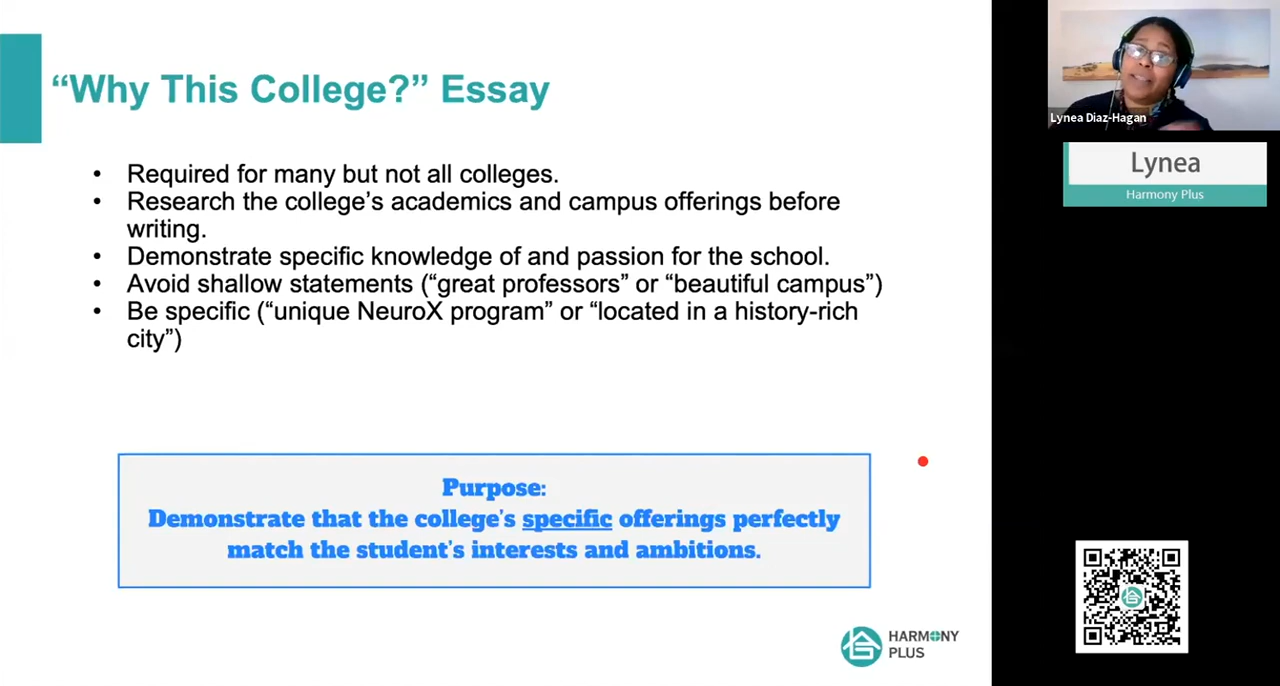 “Why This College?” Essay
• Required for many but not all colleges.
• Research the college’s academics and campus offerings before
writing.
• Demonstrate specific knowledge of and passion for the school.
• Avoid shallow statements (“great professors” or “beautiful campus”)
• Be specific (“unique NeuroX program” or “located in a history-rich
city”)
Purpose:
Demonstrate that the college’s specific offerings perfectly
match the student’s interests and ambitions.
HARMONY
PLUS
Lynea Diaz-Hagan
Lynea
Harmony Plus